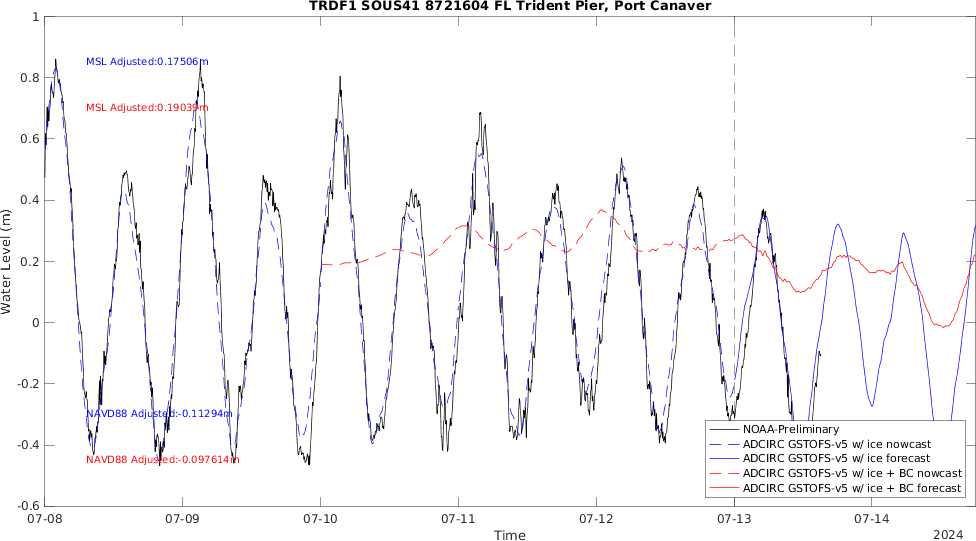 TRDF1 SOUS41 8721604 FL Trident Pier, Port Canaver
1
0.8
0.6
0.4
0.2
0
-0.2
-0.4
-0.6
Water Level (m)
MSL Adjusted:0.17506m
MSL Adjusted:0.19039m
NAVD88 Adjusted:-0.11294m
NAVD88 Adjusted:-0.097614m
NOAA-Preliminary
ADCIRC GSTOFS-v5 w/ ice nowcast
ADCIRC GSTOFS-v5 w/ ice forecast
ADCIRC GSTOFS-v5 w/ ice + BC nowcast
ADCIRC GSTOFS-v5 w/ ice + BC forecast
07-08 07-09 07-10 07-11 07-12 07-13 07-14
Time
2024